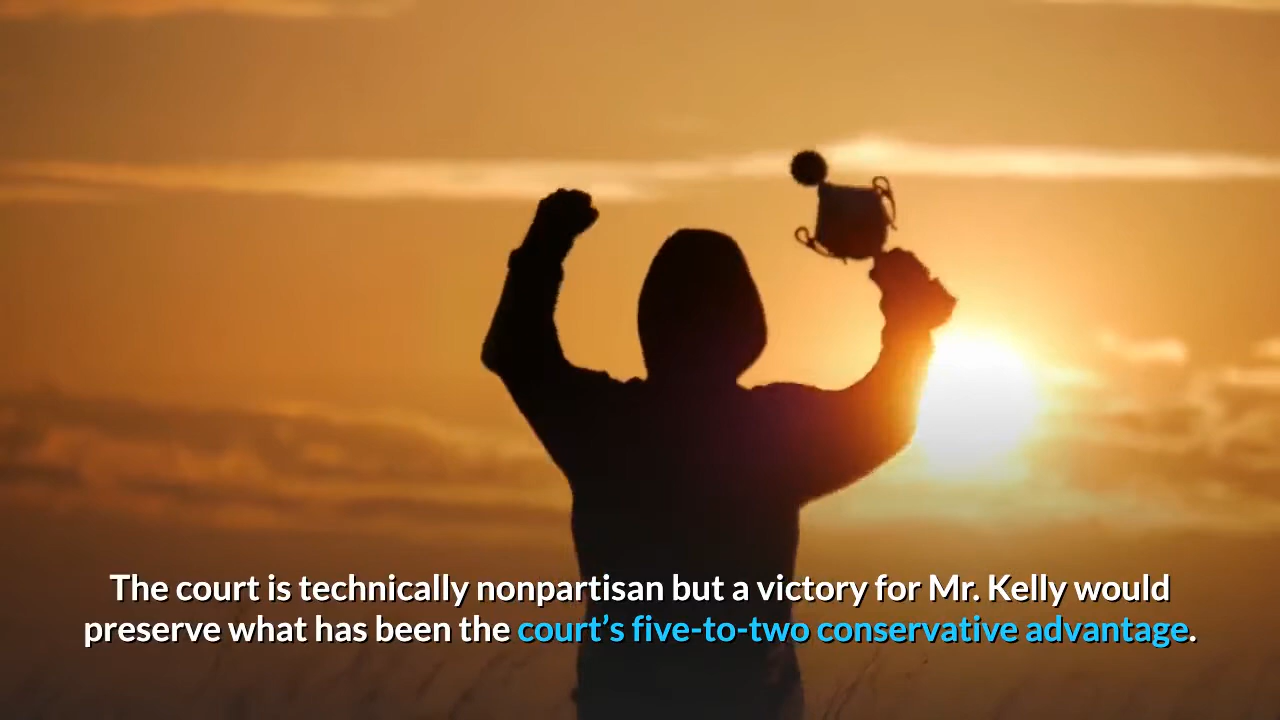 The court is technically nonpartisan but a victory for Mr. Kelly would
preserve what has been the court’s five-to-two conservative advantage.